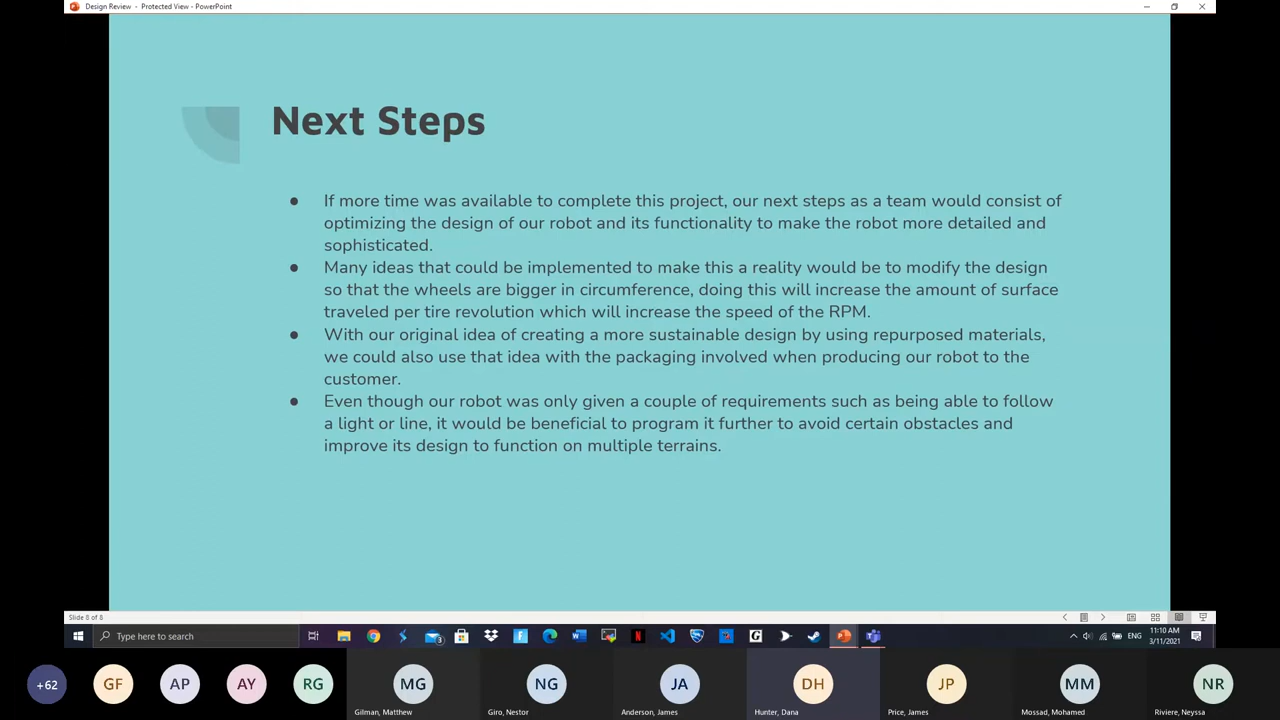 Design Review - Protected View - PowerPoint
Next Steps
● If more time was available to complete this project, our next steps as a team would consist of
optimizing the design of our robot and its functionality to make the robot more detailed and
sophisticated.
● Many ideas that could be implemented to make this a reality would be to modify the design
so that the wheels are bigger in circumference, doing this will increase the amount of surface
traveled per tire revolution which will increase the speed of the RPM.
● With our original idea of creating a more sustainable design by using repurposed materials,
we could also use that idea with the packaging involved when producing our robot to the
customer.
● Even though our robot was only given a couple of requirements such as being able to follow
a light or line, it would be beneficial to program it further to avoid certain obstacles and
improve its design to function on multiple terrains.
Slide 8 of 8
Type here to search
3
N
G
ENG
11:10 AM
3/11/2021
+62 GF AP AY RG MG NG JA DH JP MM NR
Gilman, Matthew Giro, Nestor Anderson, James Hunter, Dana Price, James Mossad, Mohamed Riviere, Neyssa